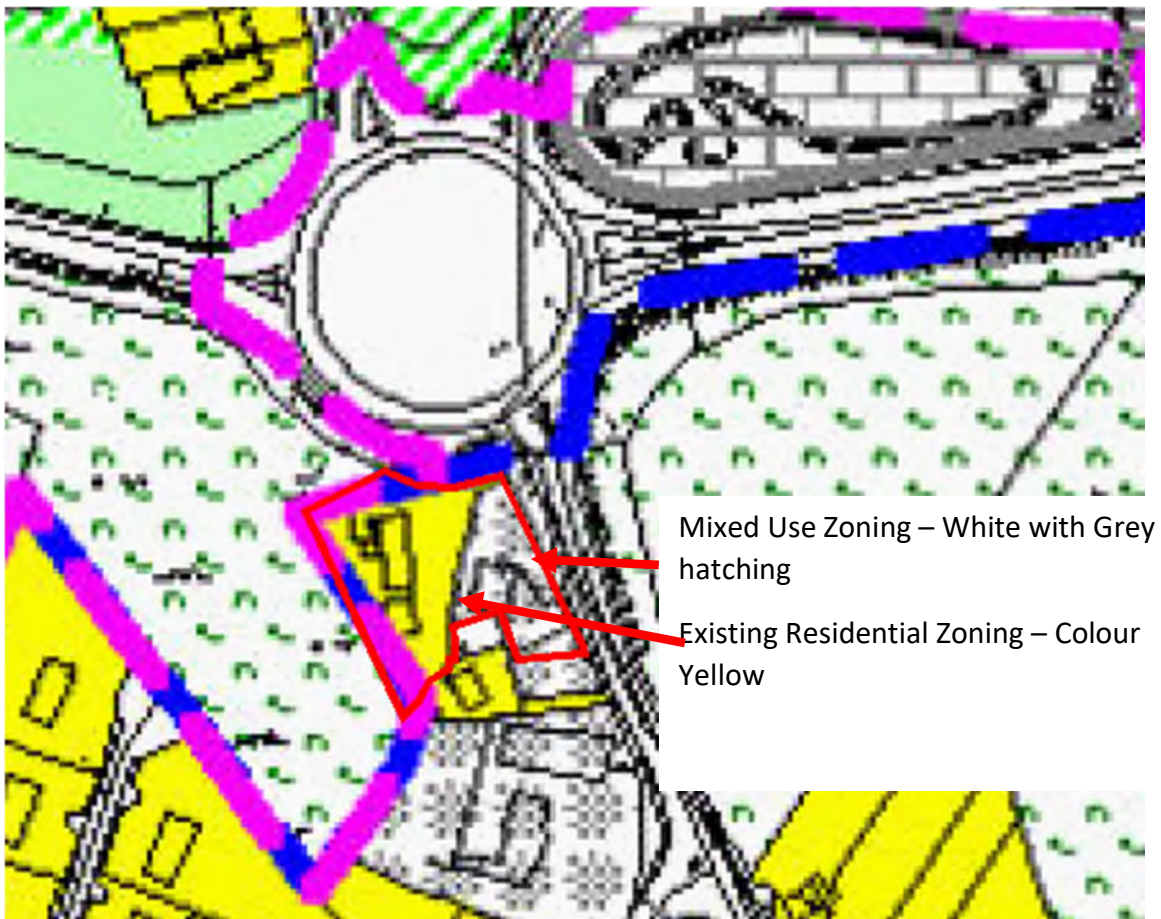 Mixed Use Zoning – White with Grey
hatching
Existing Residential Zoning – Colour
Yellow